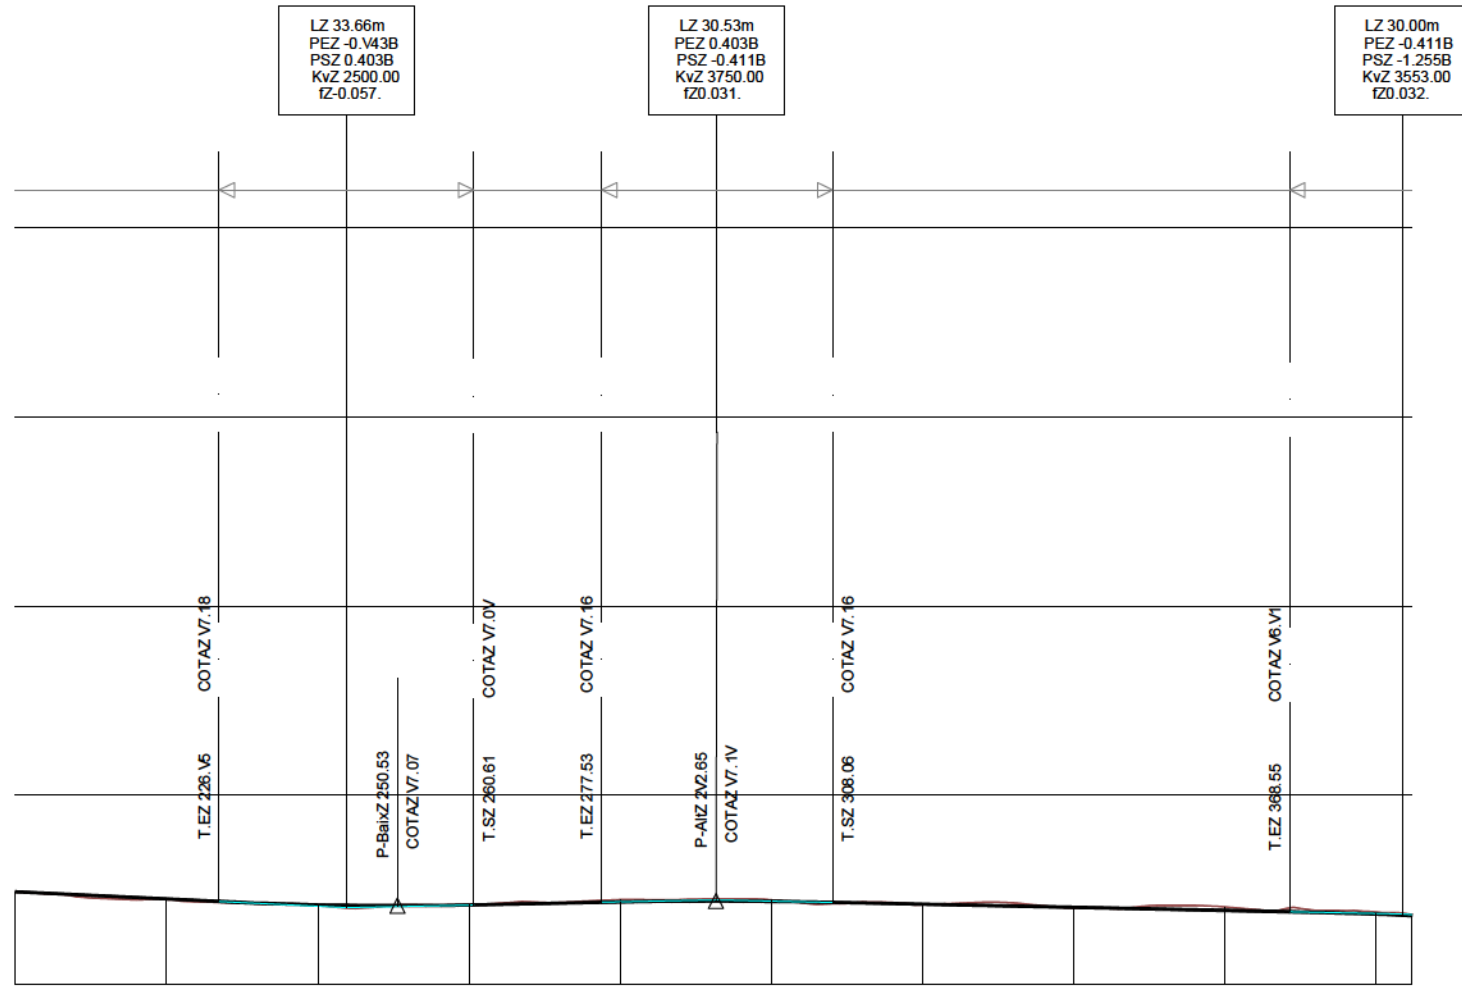 LZ 33.66m
PEZ -0.V43B
PSZ 0.403B
KvZ 2500.00
fZ-0.057.
LZ 30.53m
PEZ 0.403B
PSZ -0.411B
KvZ 3750.00
fZ0.031.
LZ 30.00m
PEZ -0.411B
PSZ -1.255B
KvZ 3553.00
fZ0.032.
T.EZ 226.V5
COTAZ V7.18
P-BaixZ 250.53
COTAZ V7.07
T.SZ 260.61
COTAZ V7.0V
T.EZ 277.53
COTAZ V7.16
P-AltZ 2V2.65
COTAZ V7.1V
T.SZ 308.06
COTAZ V7.16
T.EZ 368.55
COTAZ V6.V1